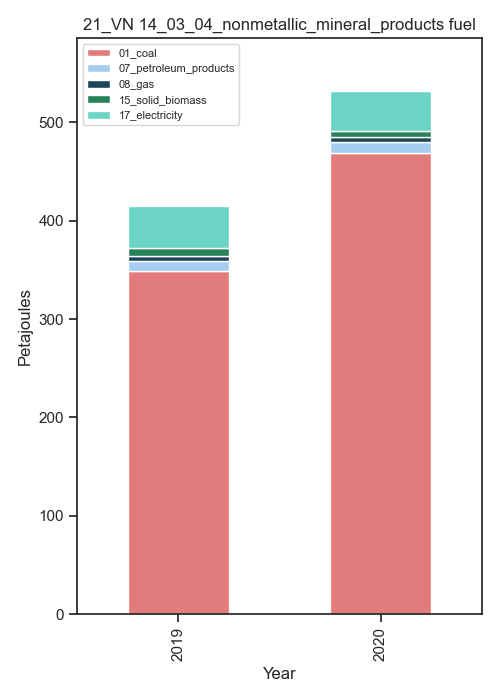 21_VN 14_03_04_nonmetallic_mineral_products fuel
01_coal
07_petroleum_products
08_gas
15_solid_biomass
17_electricity
500
400
300
200
100
0
Petajoules
2019
2020
Year